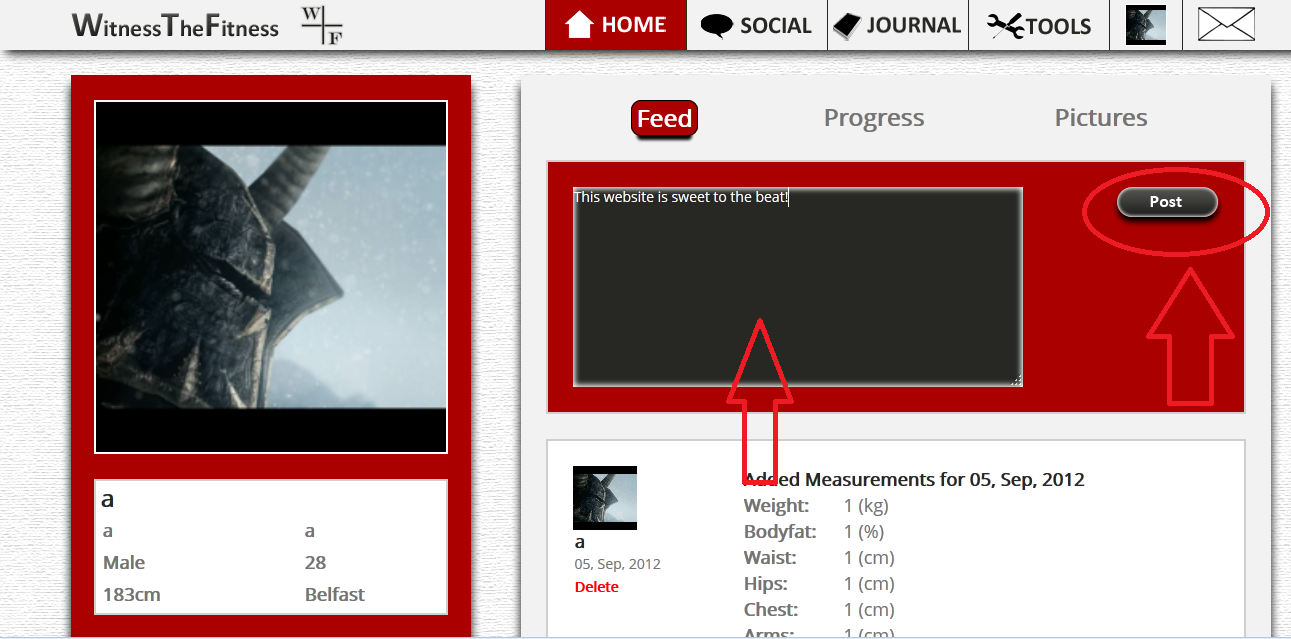 WitnessTheFitness W F HOME SOCIAL JOURNAL TOOLS
Feed Progress Pictures
This website is sweet to the beat!
Post
a
a a
Male 28
183cm Belfast
a
05, Sep, 2012
Delete
Added Measurements for 05, Sep, 2012
Weight: 1 (kg)
Bodyfat: 1 (%)
Waist: 1 (cm)
Hips: 1 (cm)
Chest: 1 (cm)
Arms: 1 (cm)